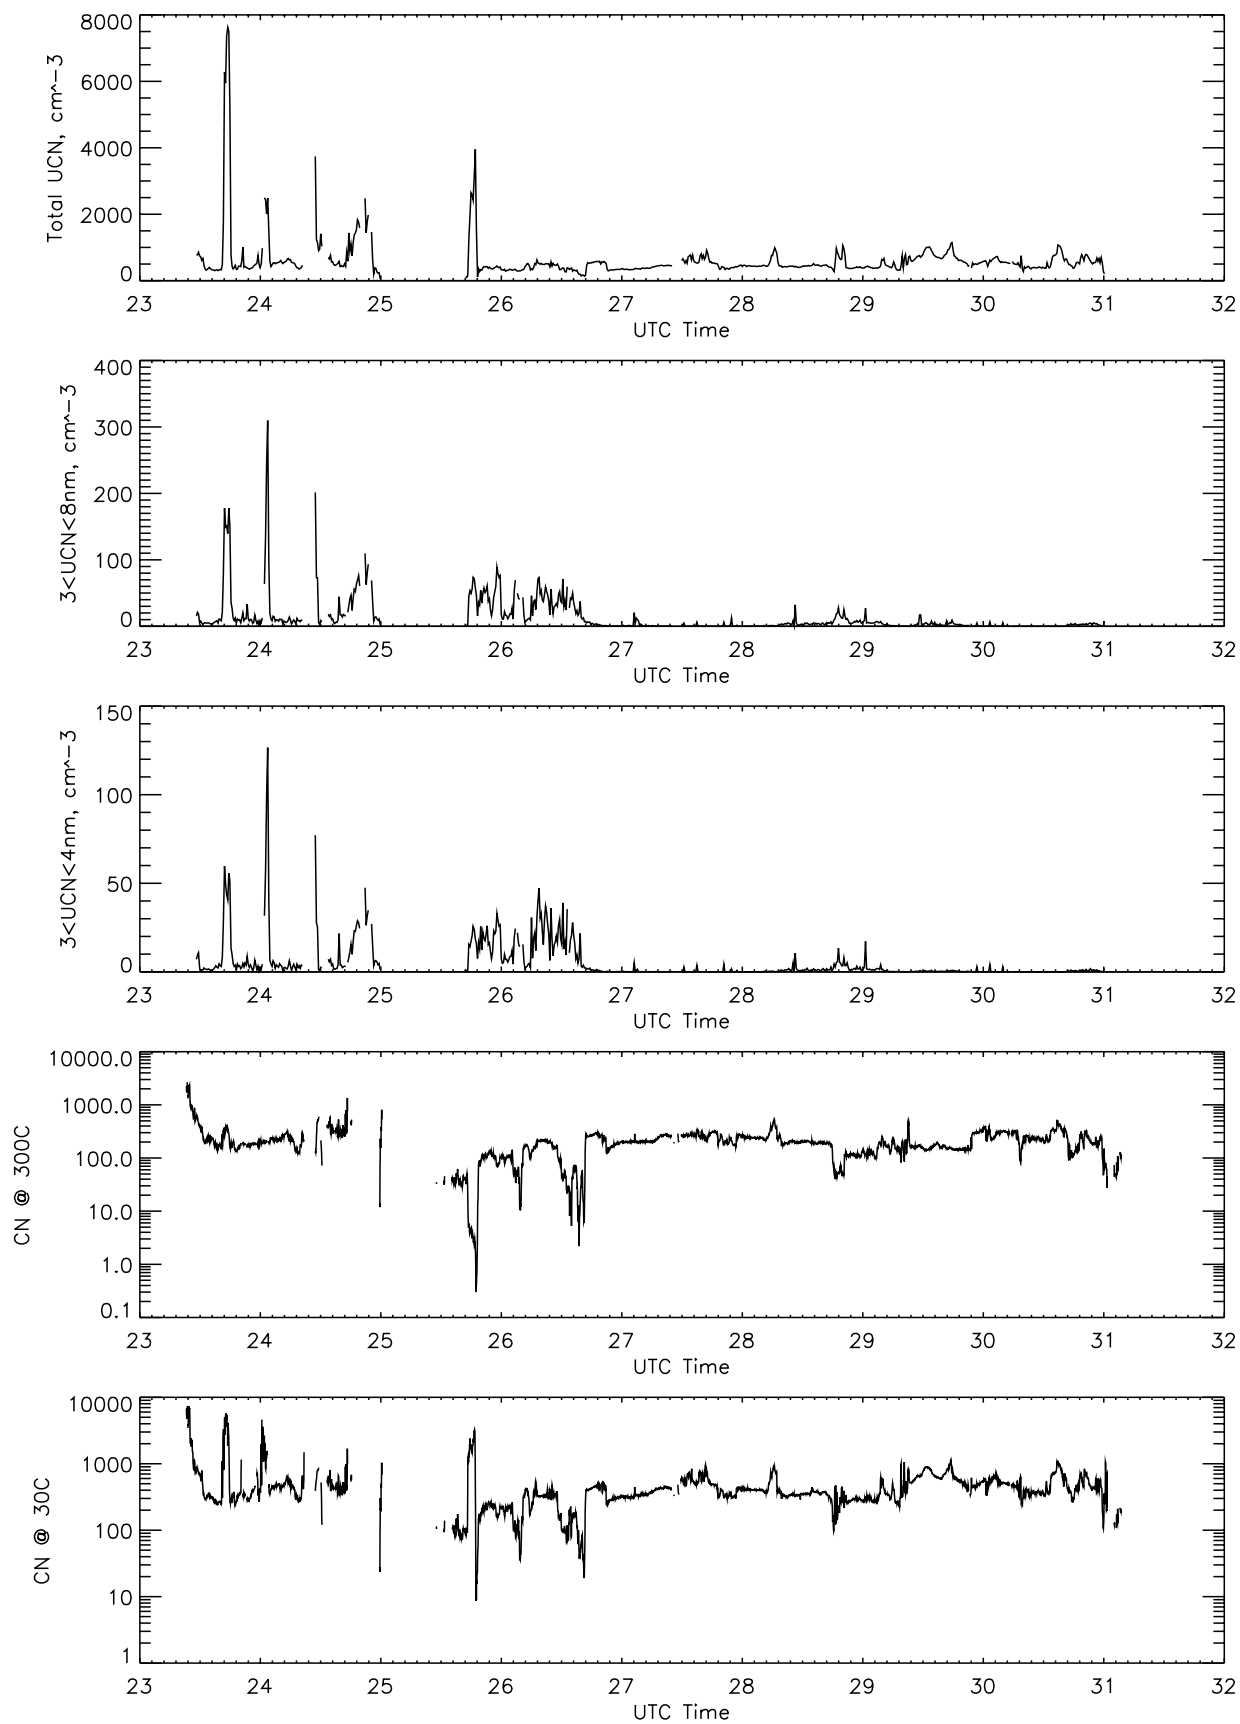 Total UCN, cm^-3
8000
6000
4000
2000
0
23 24 25 26 27 28 29 30 31 32
UTC Time
3<UCN<8nm, cm^-3
400
300
200
100
0
23 24 25 26 27 28 29 30 31 32
UTC Time
3<UCN<4nm, cm^-3
150
100
50
0
23 24 25 26 27 28 29 30 31 32
UTC Time
CN @ 300C
10000.0
1000.0
100.0
10.0
1.0
0.1
23 24 25 26 27 28 29 30 31 32
UTC Time
CN @ 30C
10000
1000
100
10
1
23 24 25 26 27 28 29 30 31 32
UTC Time